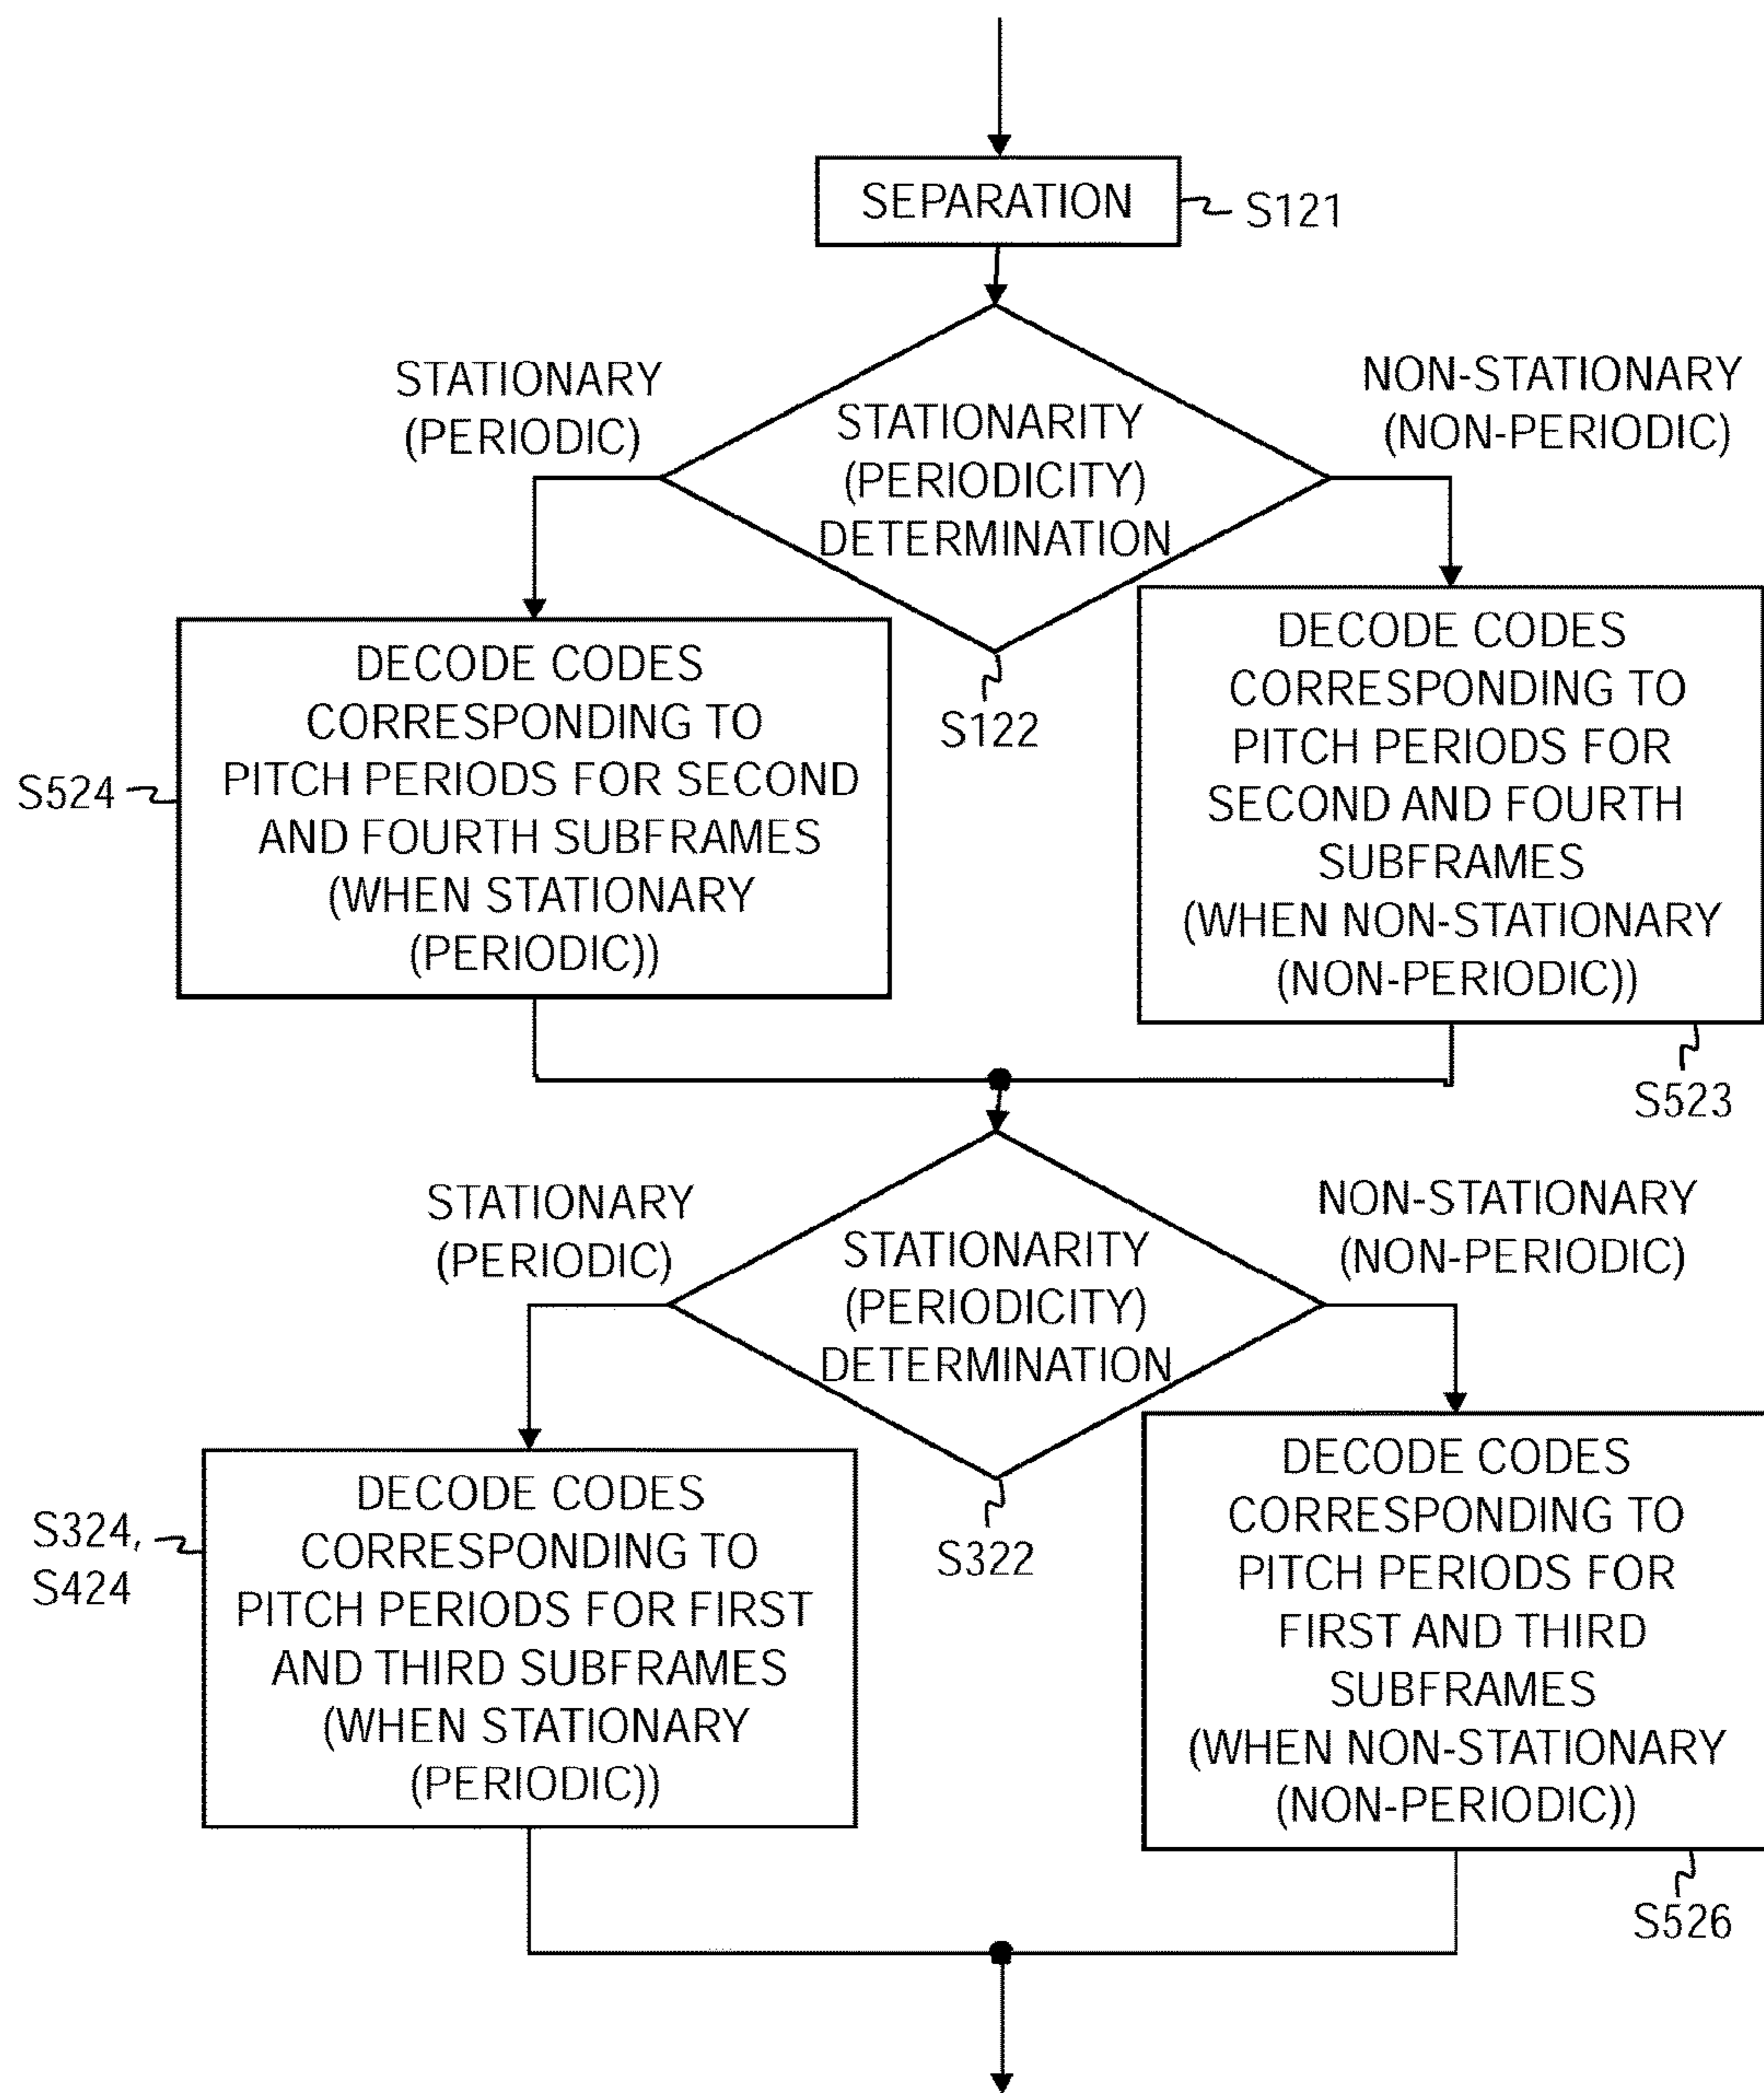 SEPARATION
S121
STATIONARY
(PERIODIC)
NON-STATIONARY
(NON-PERIODIC)
STATIONARITY
(PERIODICITY)
DETERMINATION
S122
DECODE CODES
CORRESPONDING TO
PITCH PERIODS FOR SECOND
AND FOURTH SUBFRAMES
(WHEN STATIONARY
(PERIODIC))
S524
DECODE CODES
CORRESPONDING TO
PITCH PERIODS FOR
SECOND AND FOURTH
SUBFRAMES
(WHEN NON-STATIONARY
(NON-PERIODIC))
S523
STATIONARY
(PERIODIC)
NON-STATIONARY
(NON-PERIODIC)
STATIONARITY
(PERIODICITY)
DETERMINATION
S322
S324,
S424
DECODE CODES
CORRESPONDING TO
PITCH PERIODS FOR FIRST
AND THIRD SUBFRAMES
(WHEN STATIONARY
(PERIODIC))
DECODE CODES
CORRESPONDING TO
PITCH PERIODS FOR
FIRST AND THIRD
SUBFRAMES
(WHEN NON-STATIONARY
(NON-PERIODIC))
S526